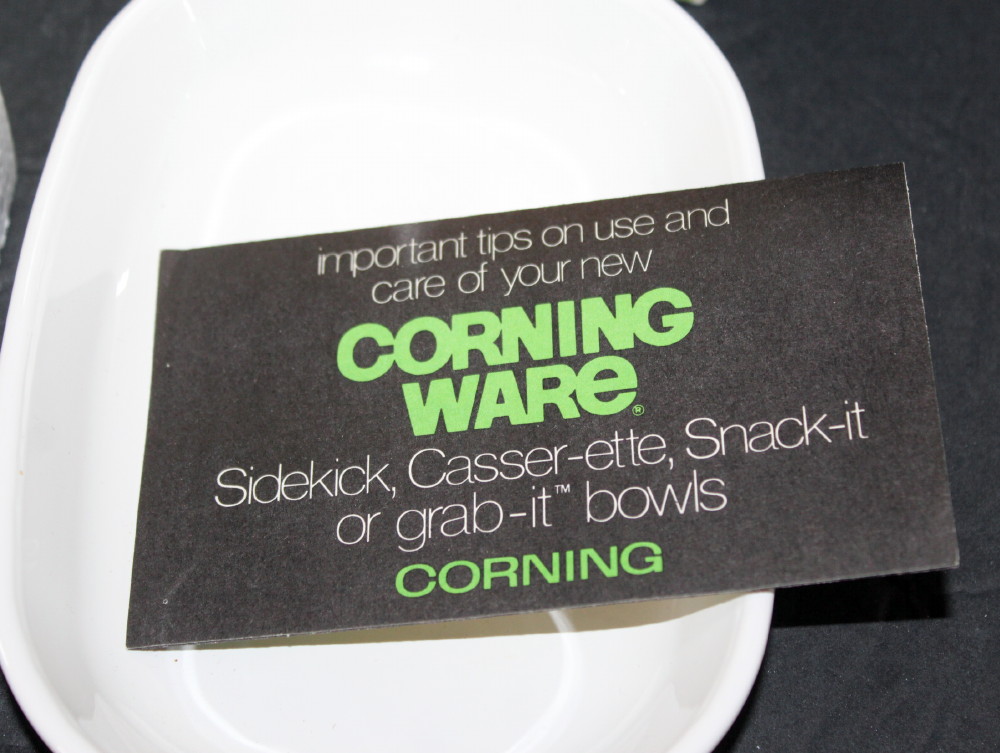 important tips on use and
care of your new
CORNING
WARe®
Sidekick, Casser-ette, Snack-it
or grab-it™ bowls
CORNING